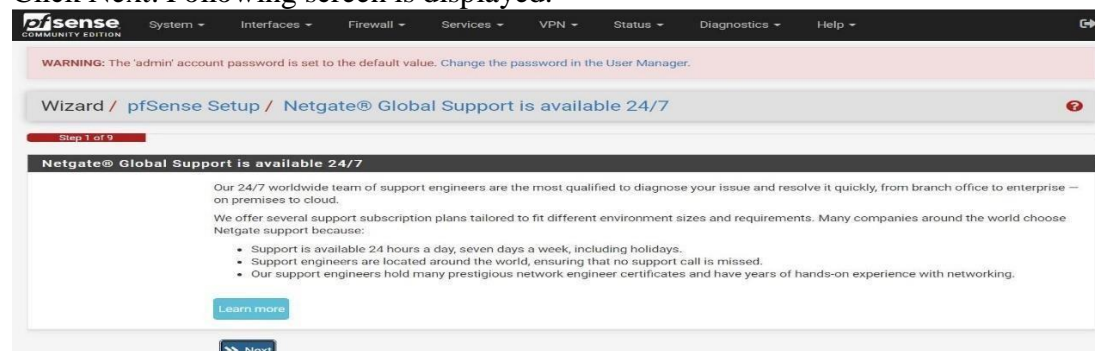 Click Next. Following screen is displayed.
pfsense System Interfaces Firewall Services VPN Status Diagnostics Help
COMMUNITY EDITION
WARNING: The 'admin' account password is set to the default value. Change the password in the User Manager.
Wizard / pfSense Setup / Netgate® Global Support is available 24/7
Step 1 of 9
Netgate® Global Support is available 24/7
Our 24/7 worldwide team of support engineers are the most qualified to diagnose your issue and resolve it quickly, from branch office to enterprise —
on premises to cloud.
We offer several support subscription plans tailored to fit different environment sizes and requirements. Many companies around the world choose
Netgate support because:
• Support is available 24 hours a day, seven days a week, including holidays.
• Support engineers are located around the world, ensuring that no support call is missed.
• Our support engineers hold many prestigious network engineer certificates and have years of hands-on experience with networking.
Learn more
Next